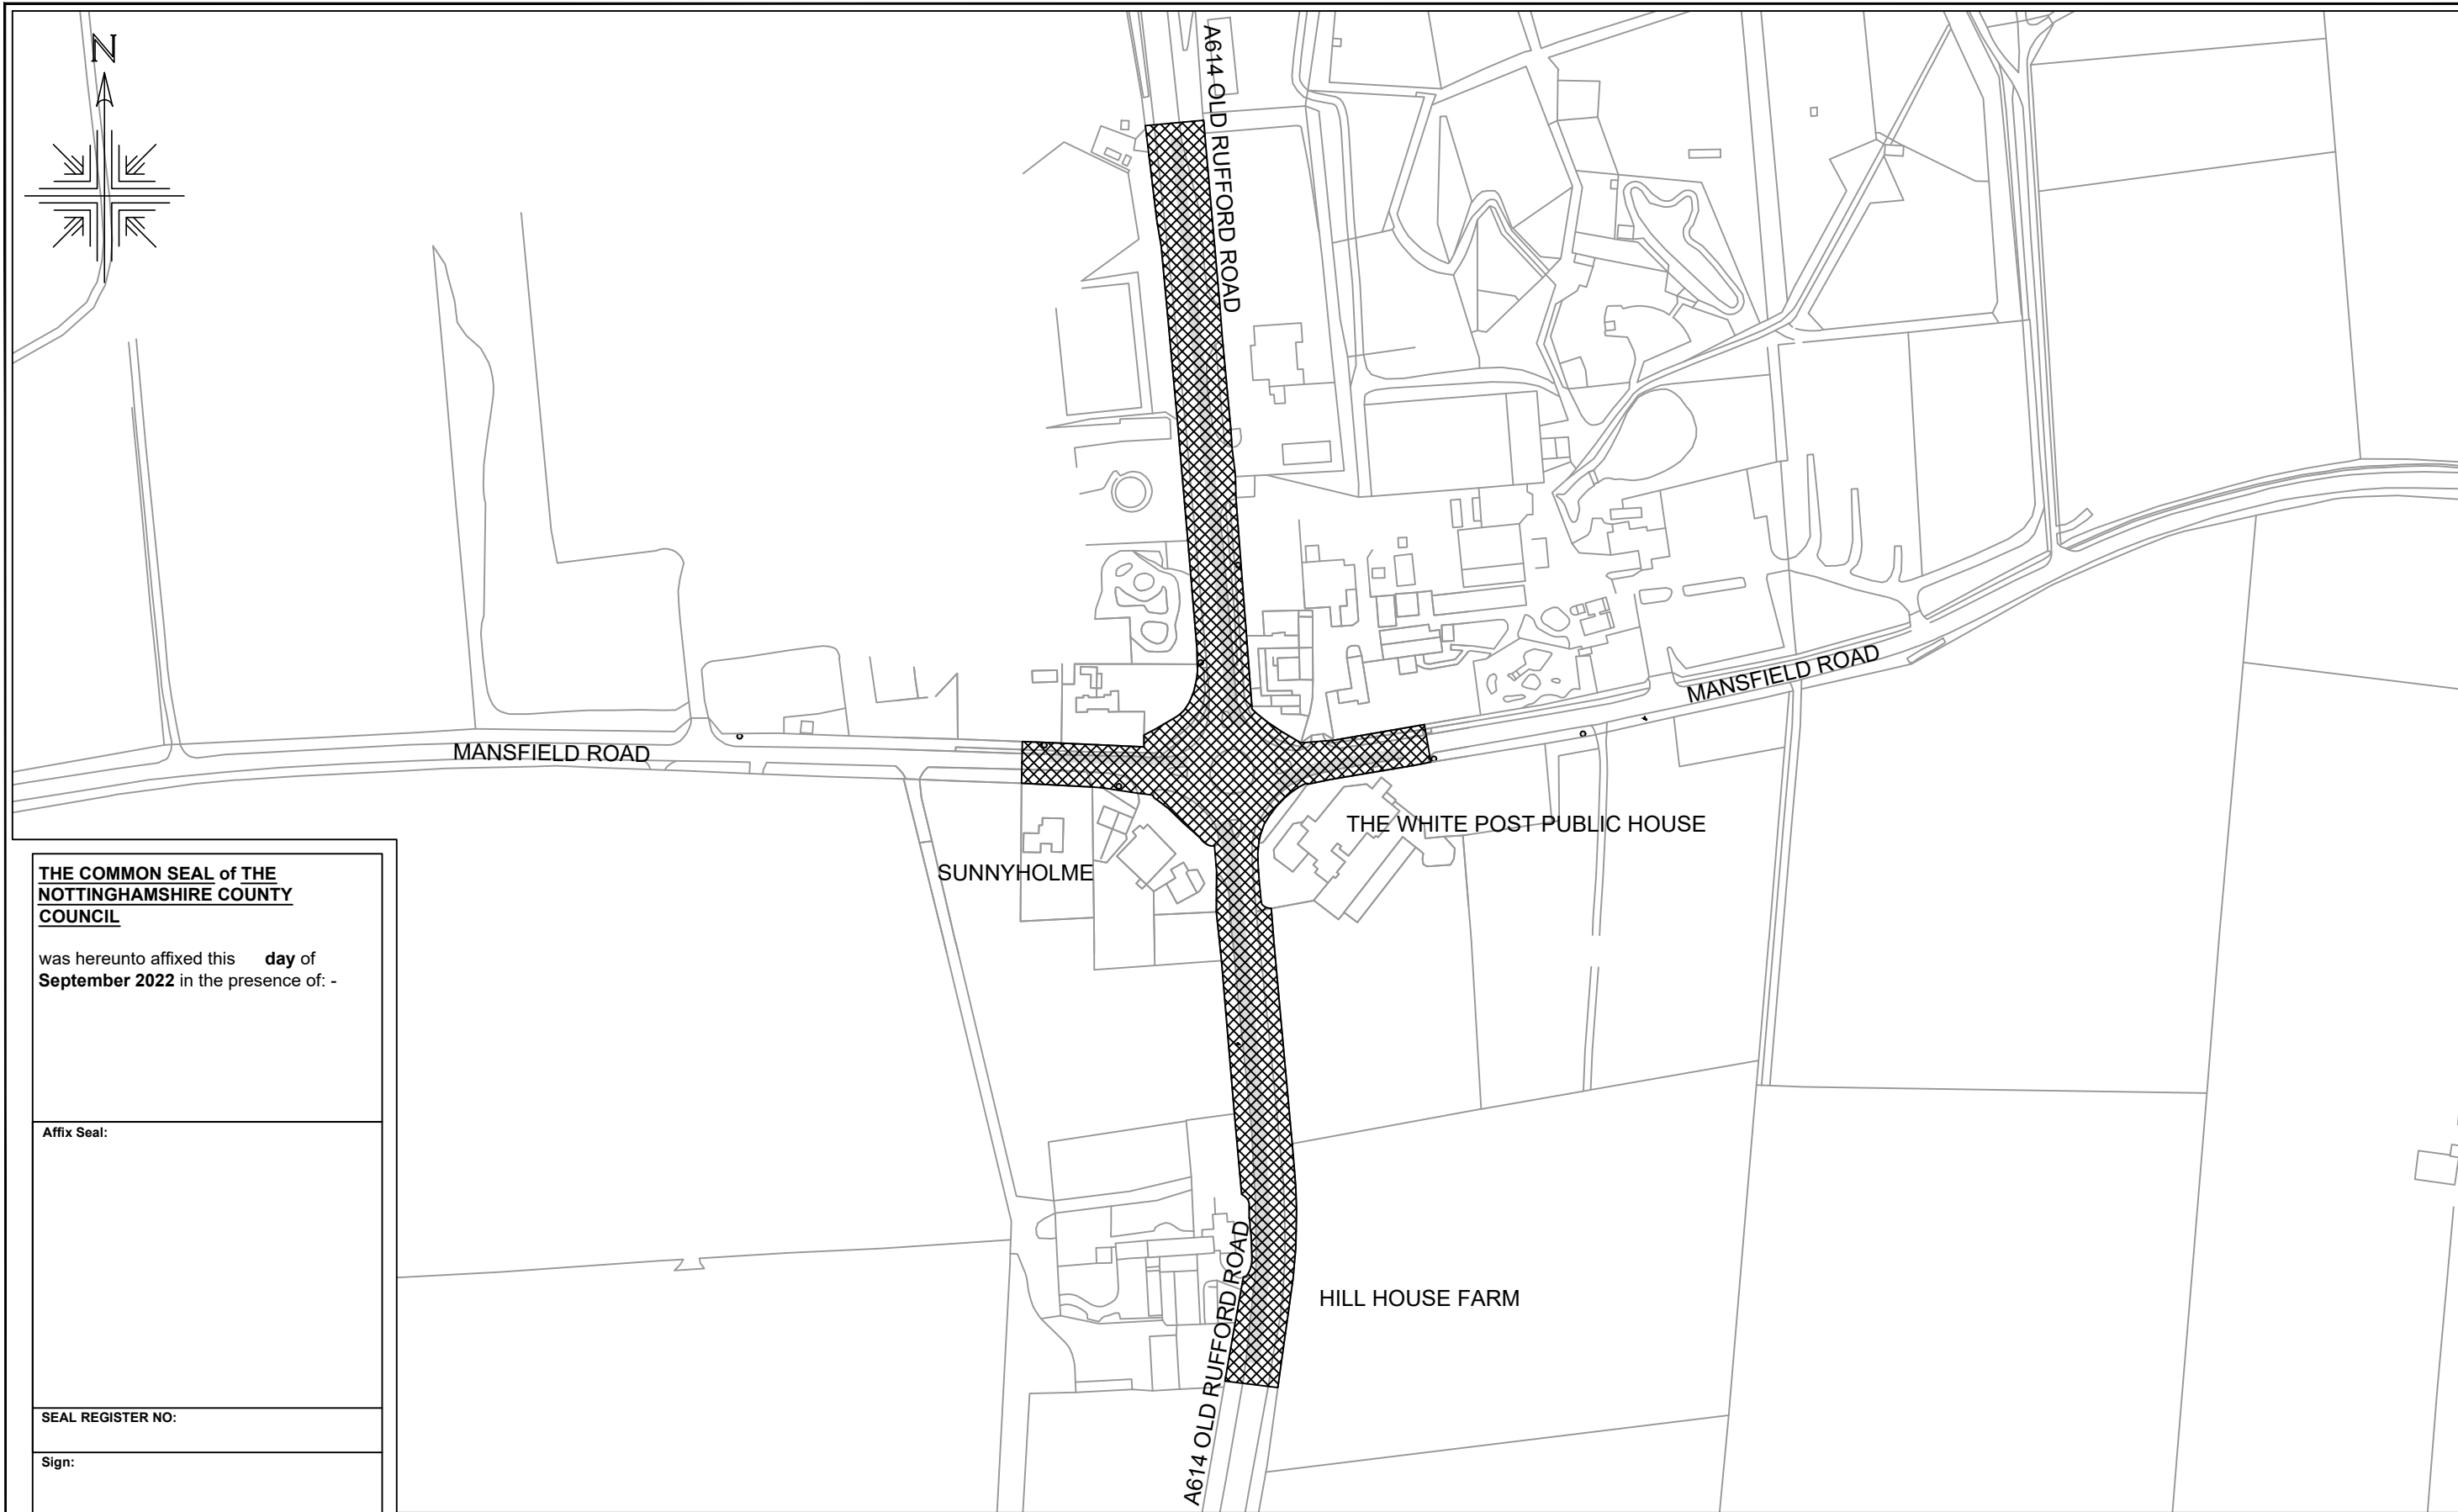 N
A614 OLD RUFFORD ROAD
MANSFIELD ROAD
MANSFIELD ROAD
THE WHITE POST PUBLIC HOUSE
SUNNYHOLME
HILL HOUSE FARM
A614 OLD RUFFORD ROAD
THE COMMON SEAL of THE
NOTTINGHAMSHIRE COUNTY
COUNCIL
was hereunto affixed this day of
September 2022 in the presence of: -
Affix Seal:
SEAL REGISTER NO:
Sign: